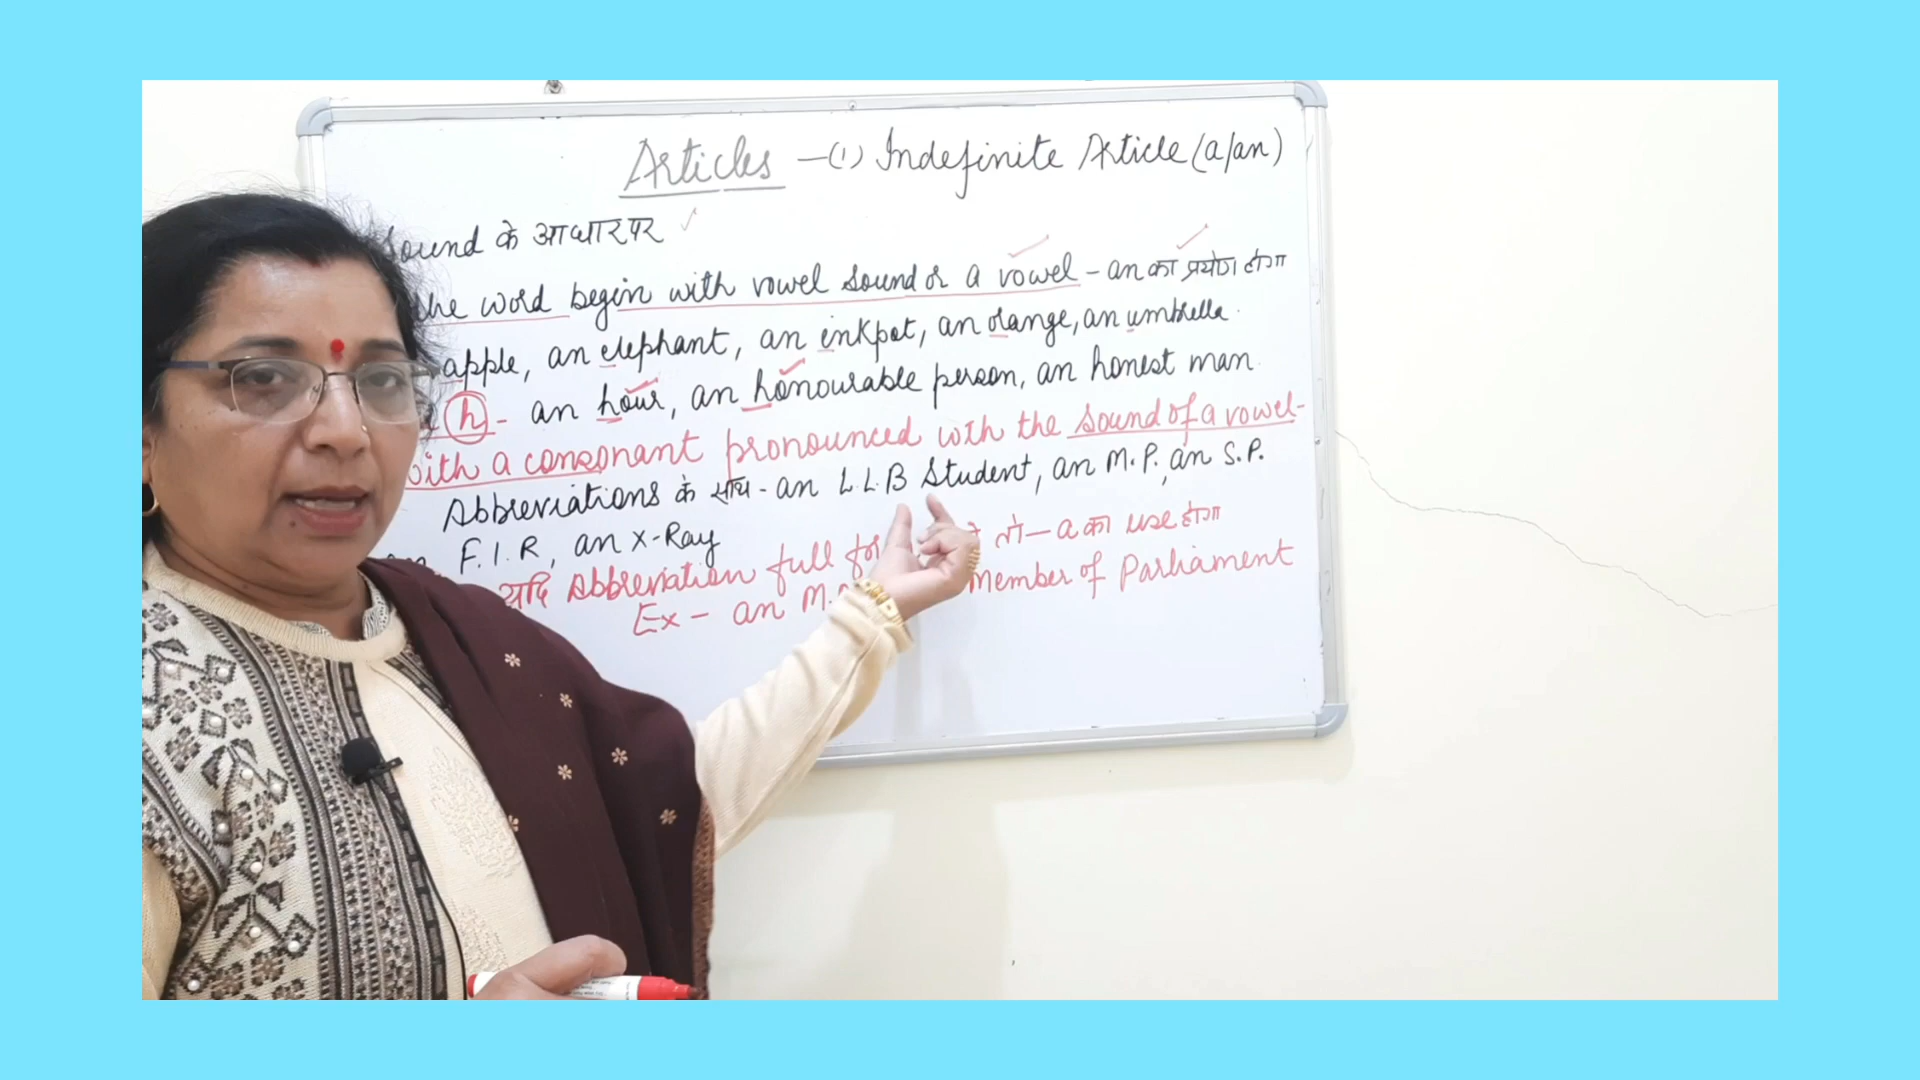 Articles - (1) Indefinite Article (a/an)
Sound के आधार पर
the word begin with vowel sound or a vowel - an का प्रयोग होगा
apple, an elephant, an inkpot, an orange, an umbrella.
h - an hour, an honourable person, an honest man.
with a consonant pronounced with the sound of a vowel-
Abbreviations के साथ - an L.L.B Student, an M.P., an S.P.
F.I.R, an X-Ray
यदि Abbreviation full तो - a का use होगा
Ex - an M. Member of Parliament